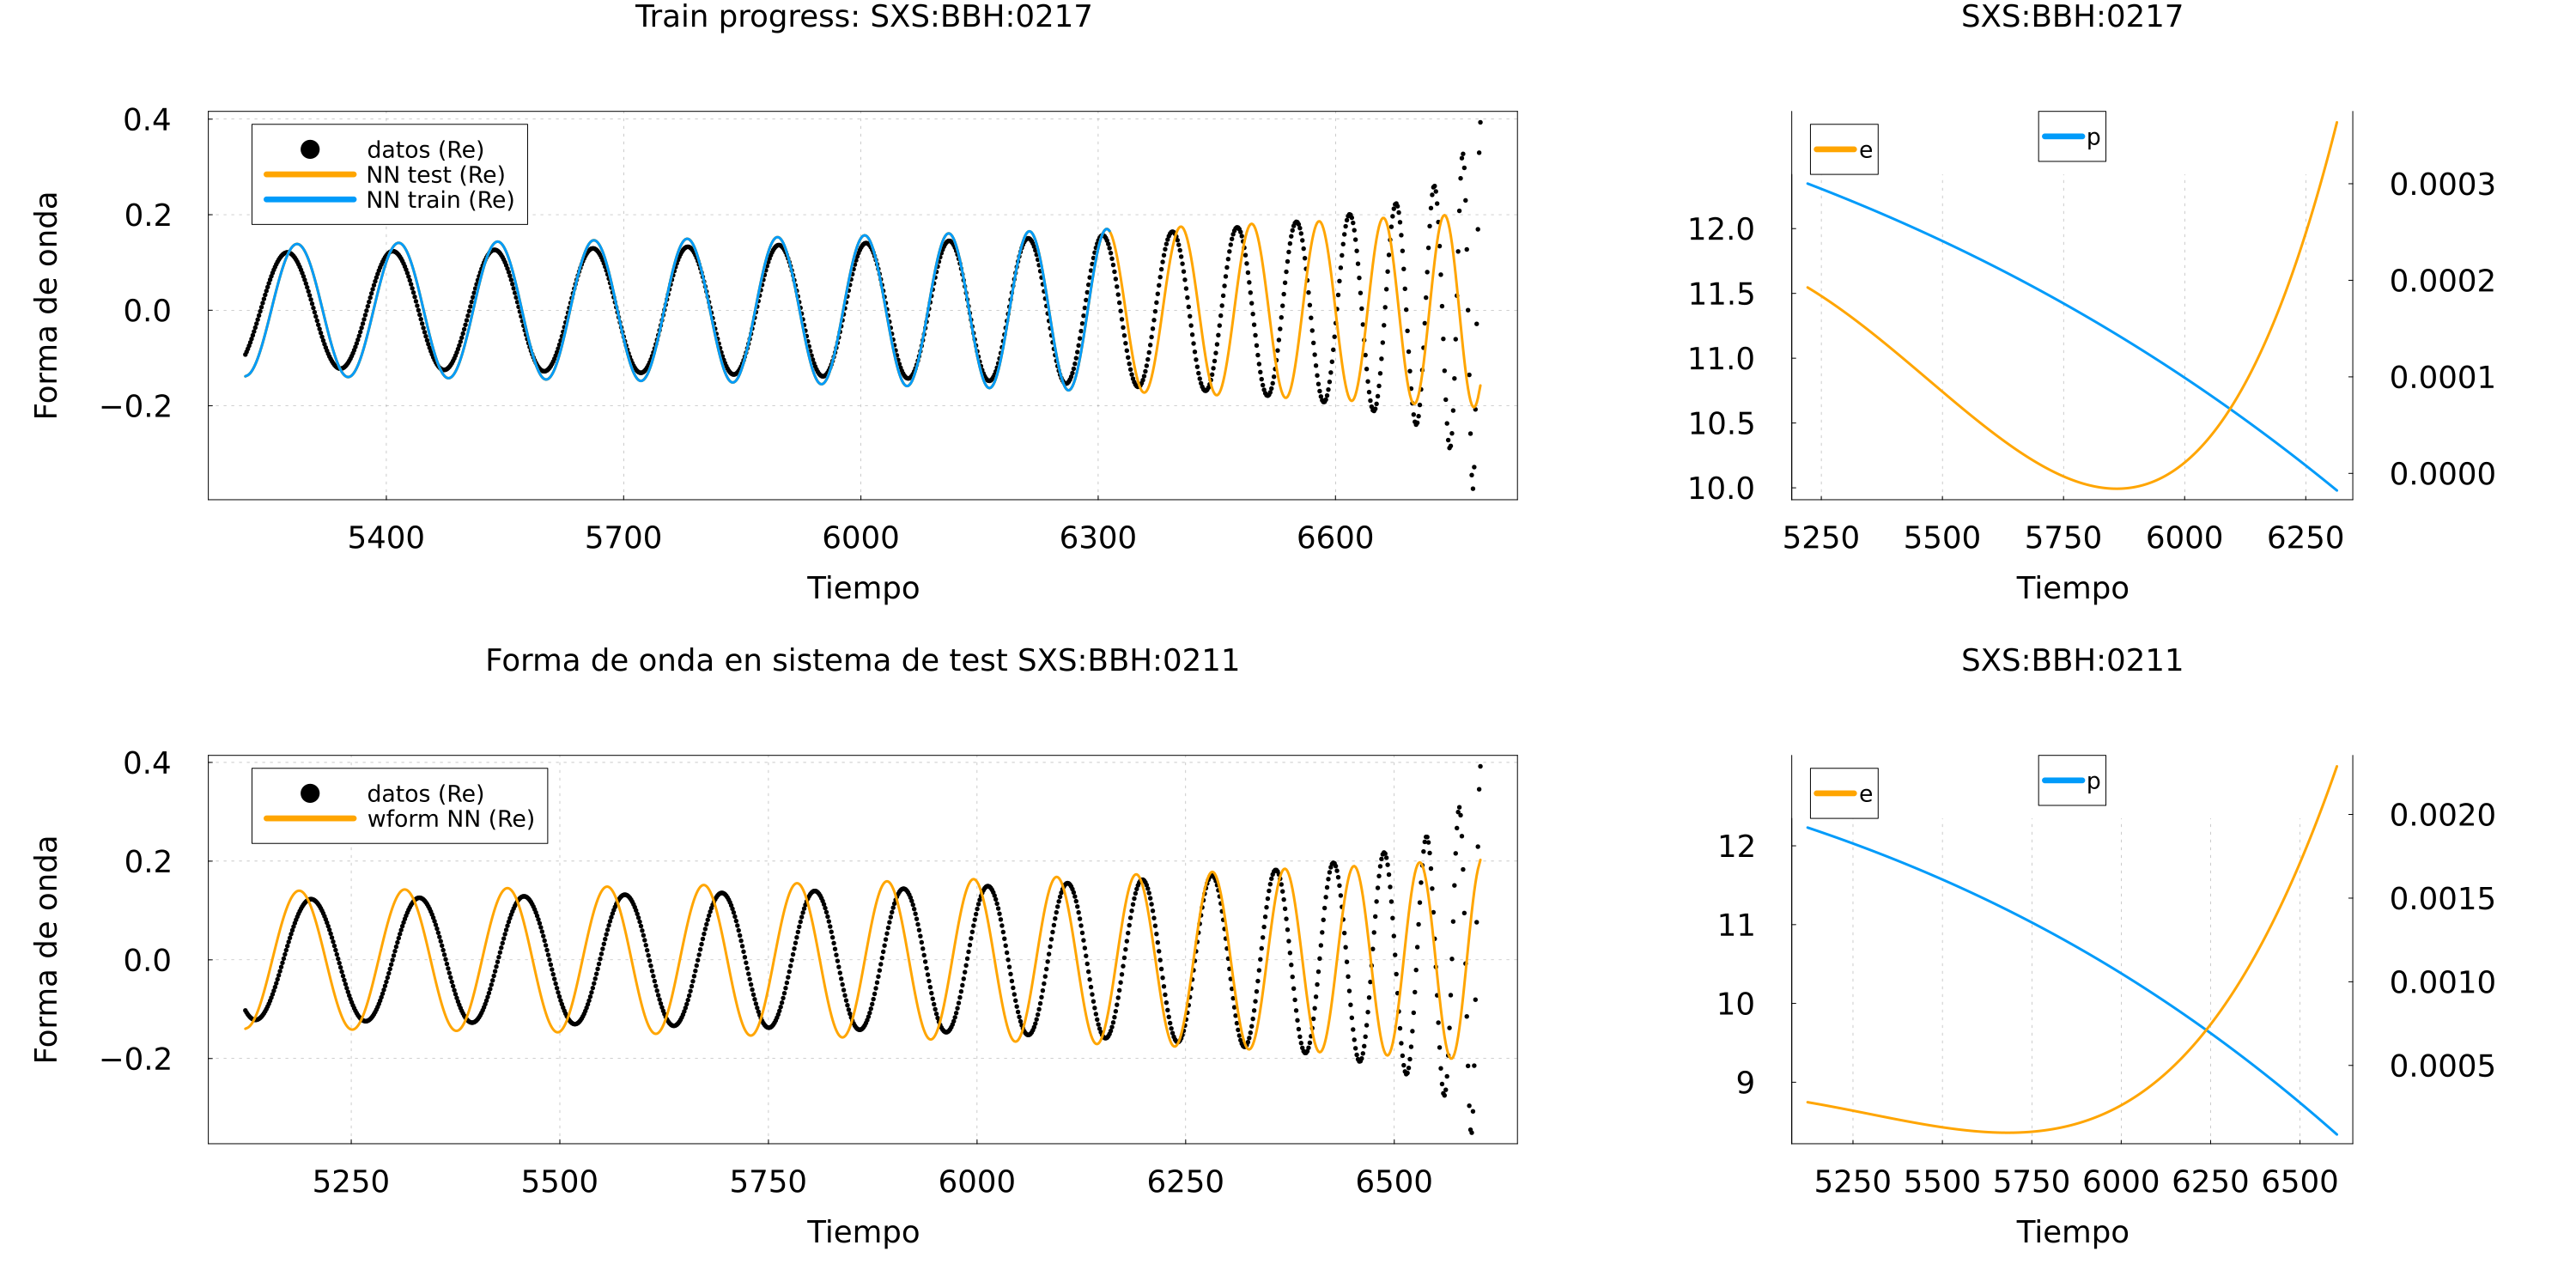 Train progress: SXS:BBH:0217
SXS:BBH:0217
Forma de onda
0.4
0.2
0.0
−0.2
datos (Re)
NN test (Re)
NN train (Re)
5400 5700 6000 6300 6600
Tiempo
e
p
12.0
11.5
11.0
10.5
10.0
0.0003
0.0002
0.0001
0.0000
5250 5500 5750 6000 6250
Tiempo
Forma de onda en sistema de test SXS:BBH:0211
SXS:BBH:0211
Forma de onda
0.4
0.2
0.0
−0.2
datos (Re)
wform NN (Re)
5250 5500 5750 6000 6250 6500
Tiempo
e
p
12
11
10
9
0.0020
0.0015
0.0010
0.0005
5250 5500 5750 6000 6250 6500
Tiempo